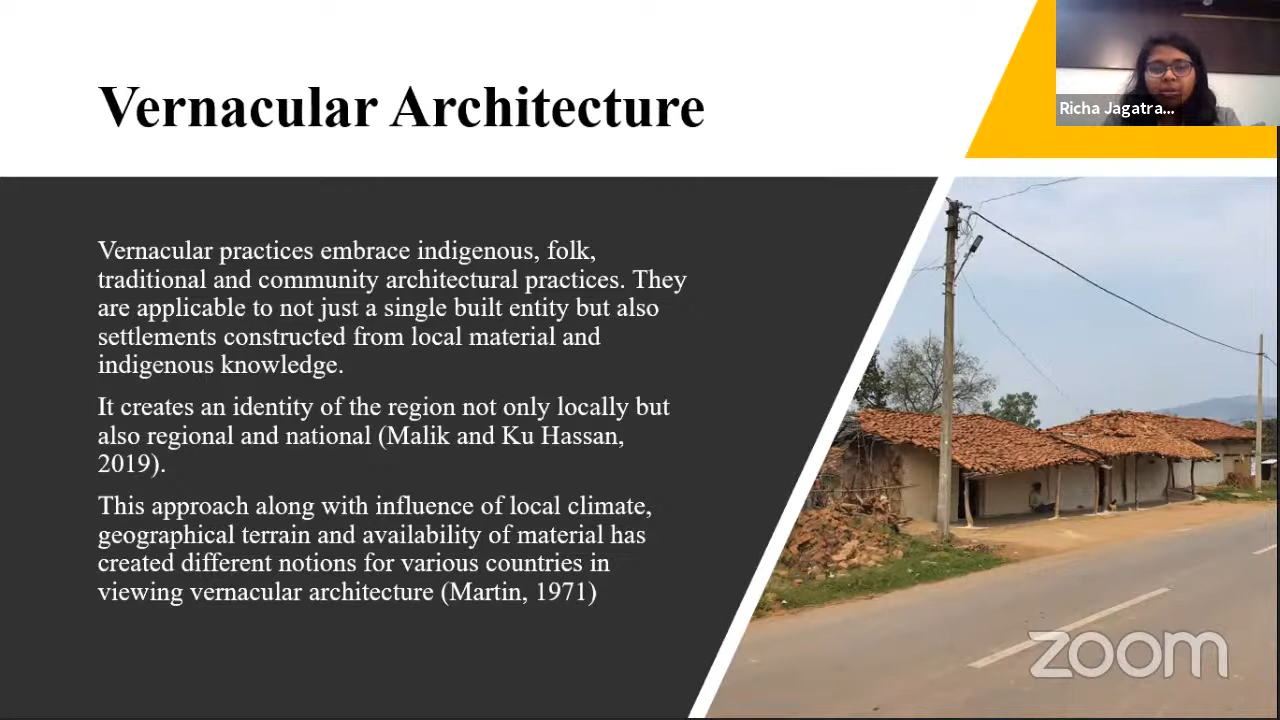 Vernacular Architecture
Richa Jagatra...
Vernacular practices embrace indigenous, folk,
traditional and community architectural practices. They
are applicable to not just a single built entity but also
settlements constructed from local material and
indigenous knowledge.
It creates an identity of the region not only locally but
also regional and national (Malik and Ku Hassan,
2019).
This approach along with influence of local climate,
geographical terrain and availability of material has
created different notions for various countries in
viewing vernacular architecture (Martin, 1971)
zoom